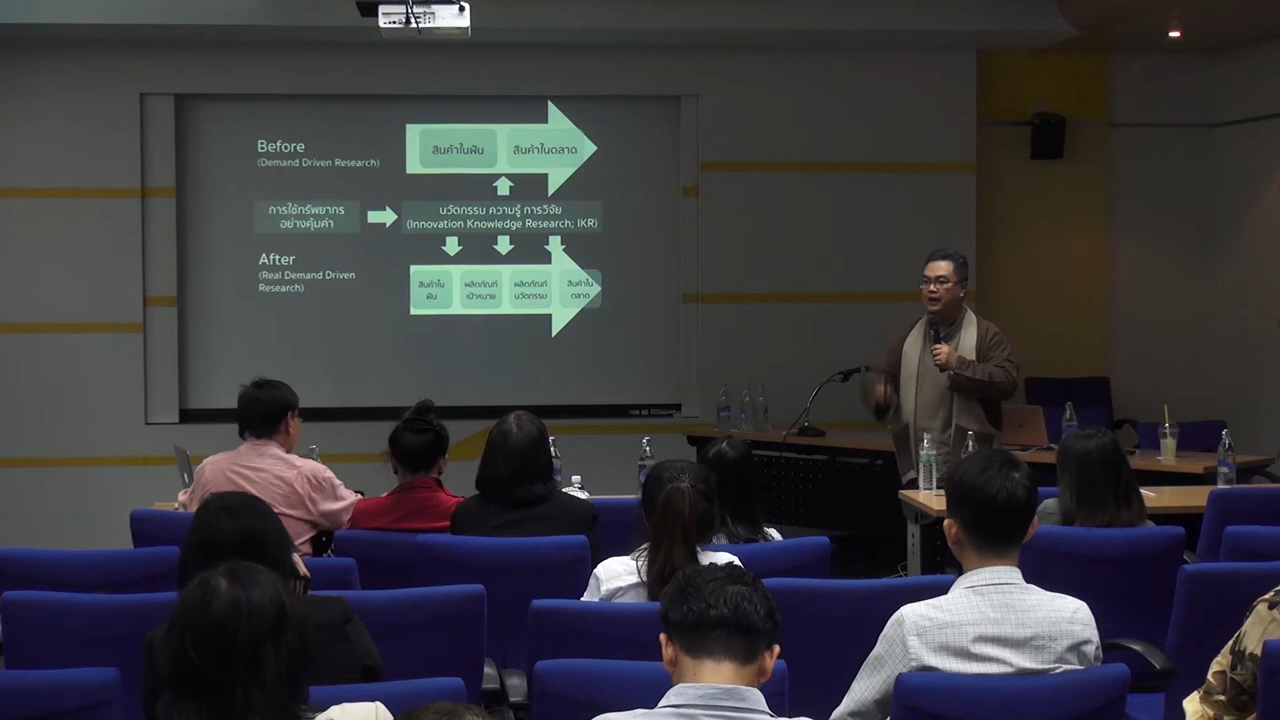 Before
(Demand Driven Research)
สินค้าในฝัน
สินค้าในตลาด
การใช้ทรัพยากร
อย่างคุ้มค่า
นวัตกรรม ความรู้ การวิจัย
(Innovation Knowledge Research; IKR)
After
(Real Demand Driven
Research)
สินค้าใน
ฝัน
ผลิตภัณฑ์
เป้าหมาย
ผลิตภัณฑ์
นวัตกรรม
สินค้าใน
ตลาด